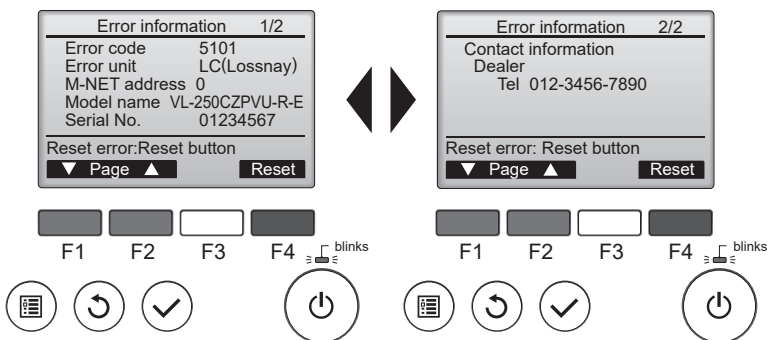 Error information 1/2
Error code 5101
Error unit LC(Lossnay)
M-NET address 0
Model name VL-250CZPVU-R-E
Serial No. 01234567
Reset error:Reset button
▼ Page ▲ Reset
F1 F2 F3 F4 blinks
Error information 2/2
Contact information
Dealer
Tel 012-3456-7890
Reset error: Reset button
▼ Page ▲ Reset
F1 F2 F3 F4 blinks